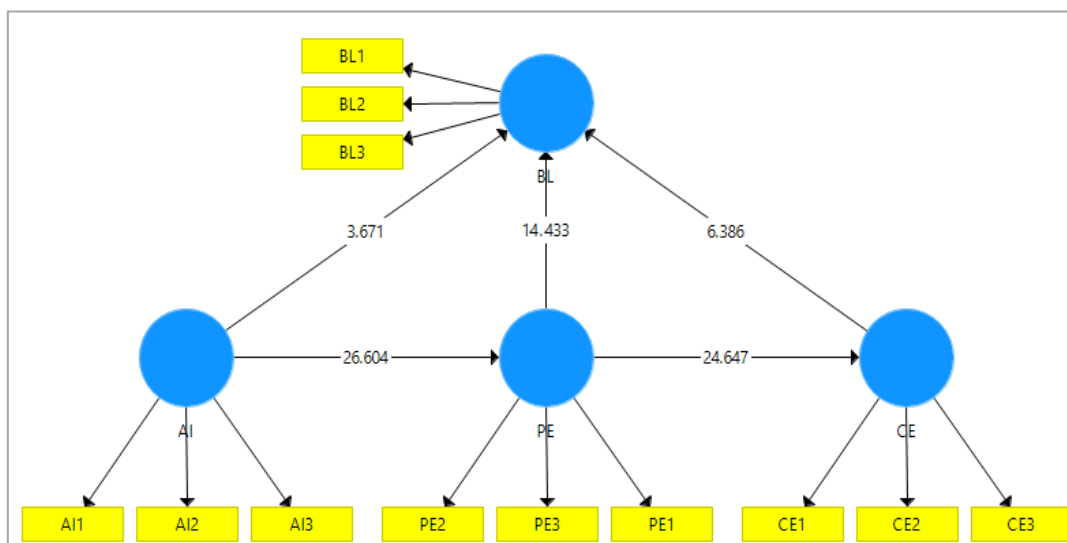 BL1
BL2
BL3
BL
3.671
14.433
6.386
26.604
24.647
AI
PE
CE
AI1
AI2
AI3
PE2
PE3
PE1
CE1
CE2
CE3